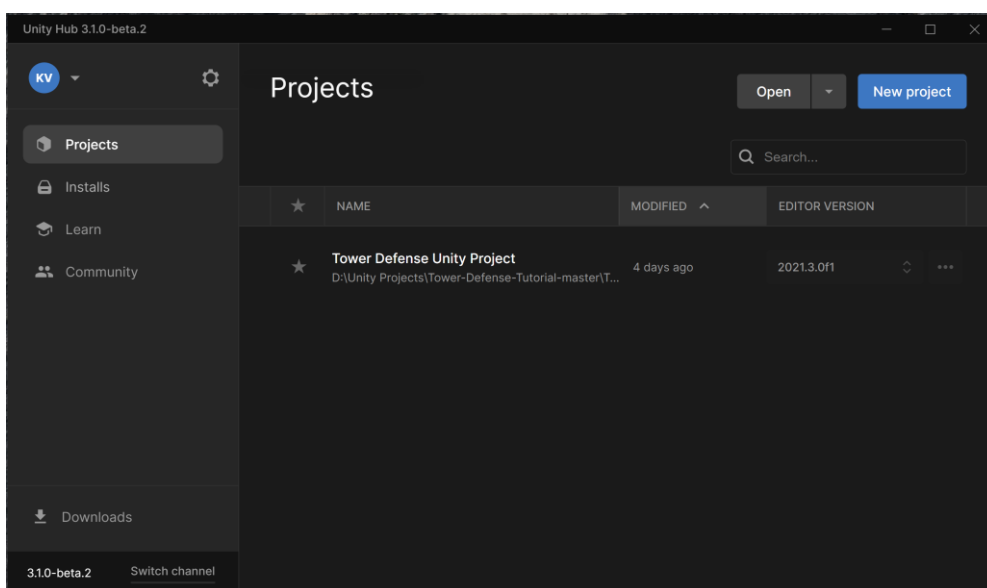 Unity Hub 3.1.0-beta.2
KV
Projects
Installs
Learn
Community
Downloads
3.1.0-beta.2 Switch channel
Projects
Open New project
Search...
NAME MODIFIED EDITOR VERSION
Tower Defense Unity Project
D:\Unity Projects\Tower-Defense-Tutorial-master\T...
4 days ago
2021.3.0f1